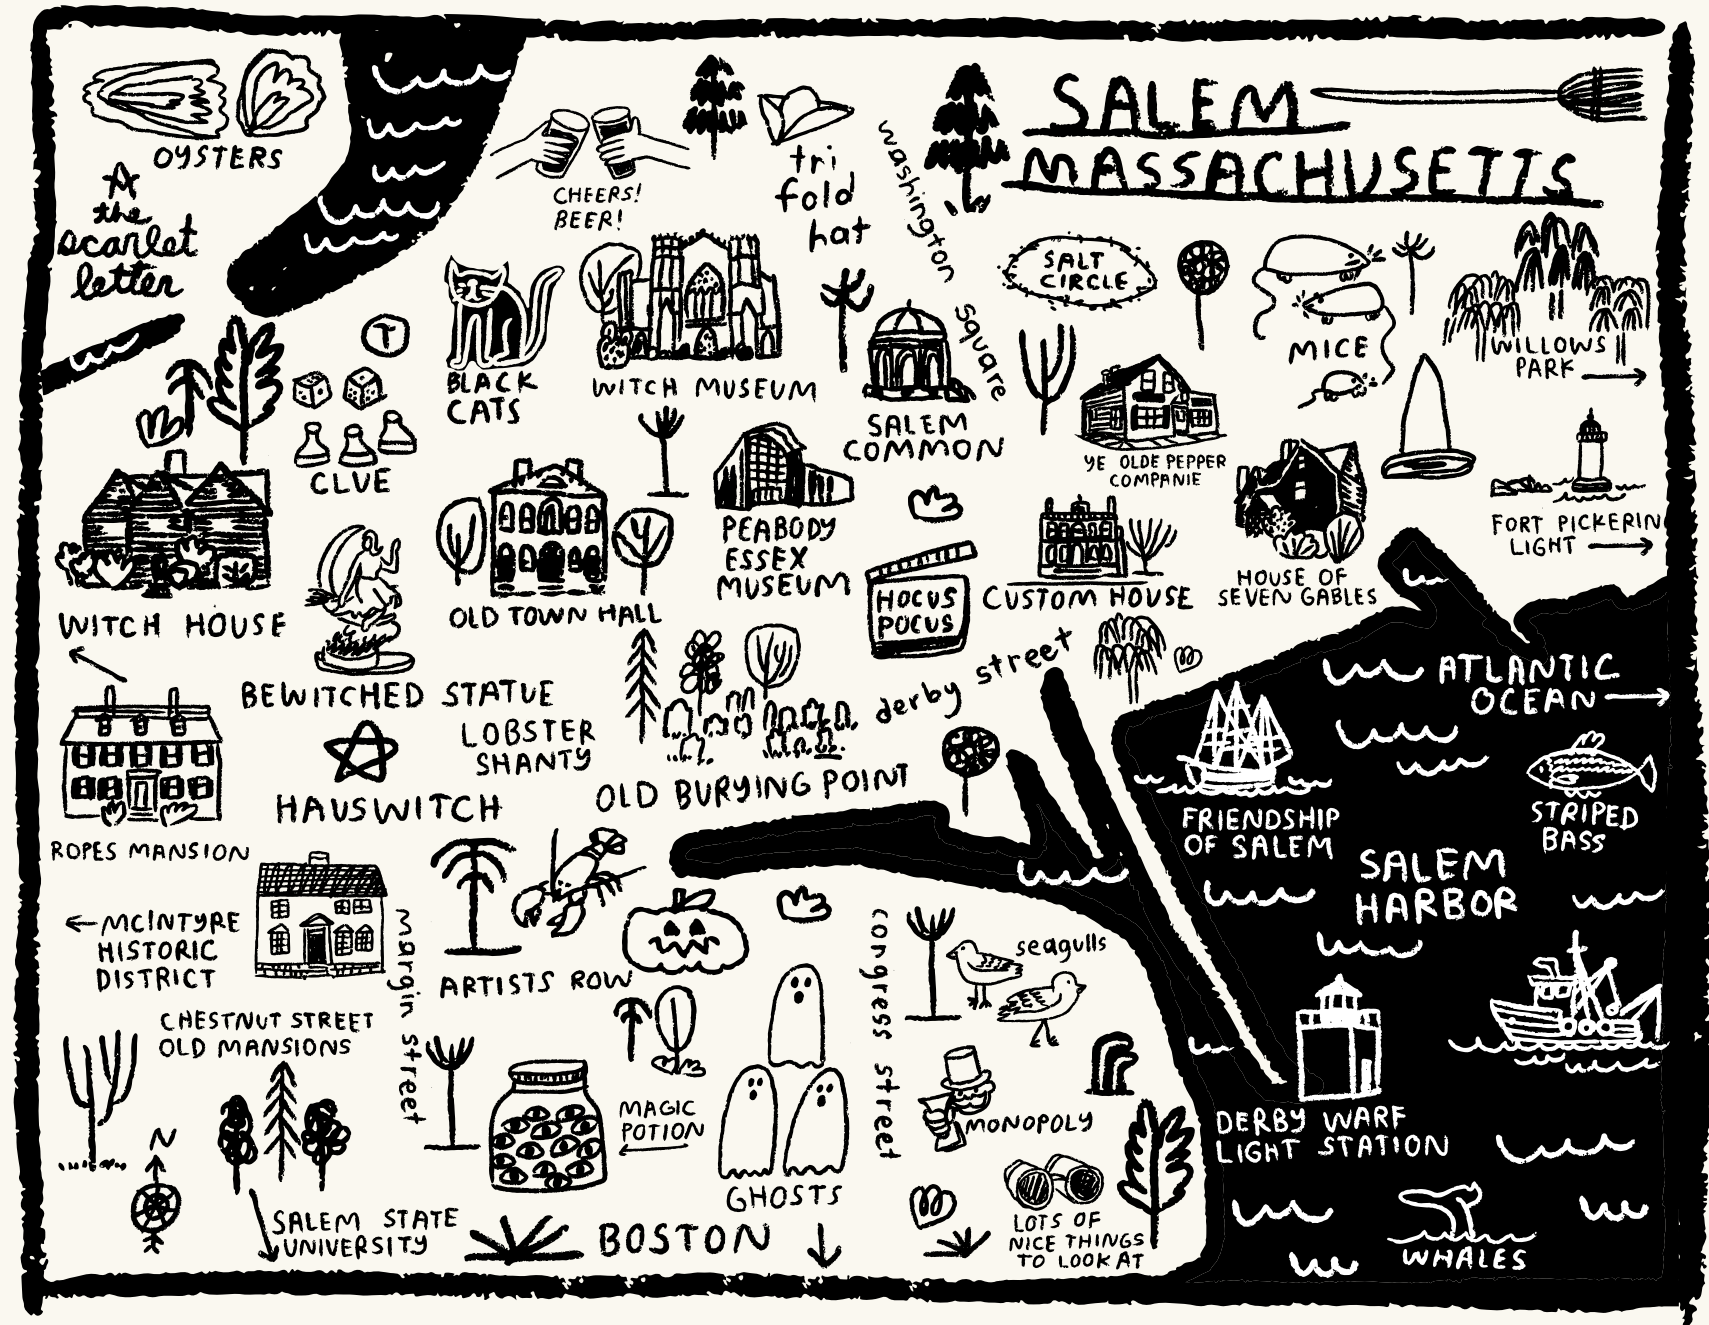 SALEM
MASSACHUSETTS
OYSTERS
A
the
scarlet
letter
CHEERS!
BEER!
tri
fold
hat
washington square
SALT
CIRCLE
MICE
WILLOWS
PARK
T
BLACK
CATS
WITCH MUSEUM
SALEM
COMMON
YE OLDE PEPPER
COMPANIE
CLUE
FORT PICKERIN
LIGHT
PEABODY
ESSEX
MUSEUM
HOCUS
POCUS
CUSTOM HOUSE
HOUSE OF
SEVEN GABLES
WITCH HOUSE
OLD TOWN HALL
BEWITCHED STATUE
LOBSTER
SHANTY
derby street
ATLANTIC
OCEAN
HAUSWITCH
OLD BURYING POINT
FRIENDSHIP
OF SALEM
STRIPED
BASS
ROPES MANSION
SALEM
HARBOR
MCINTYRE
HISTORIC
DISTRICT
margin street
ARTISTS ROW
congress street
seagulls
CHESTNUT STREET
OLD MANSIONS
MAGIC
POTION
MONOPOLY
DERBY WARF
LIGHT STATION
N
GHOSTS
SALEM STATE
UNIVERSITY
BOSTON
LOTS OF
NICE THINGS
TO LOOK AT
WHALES